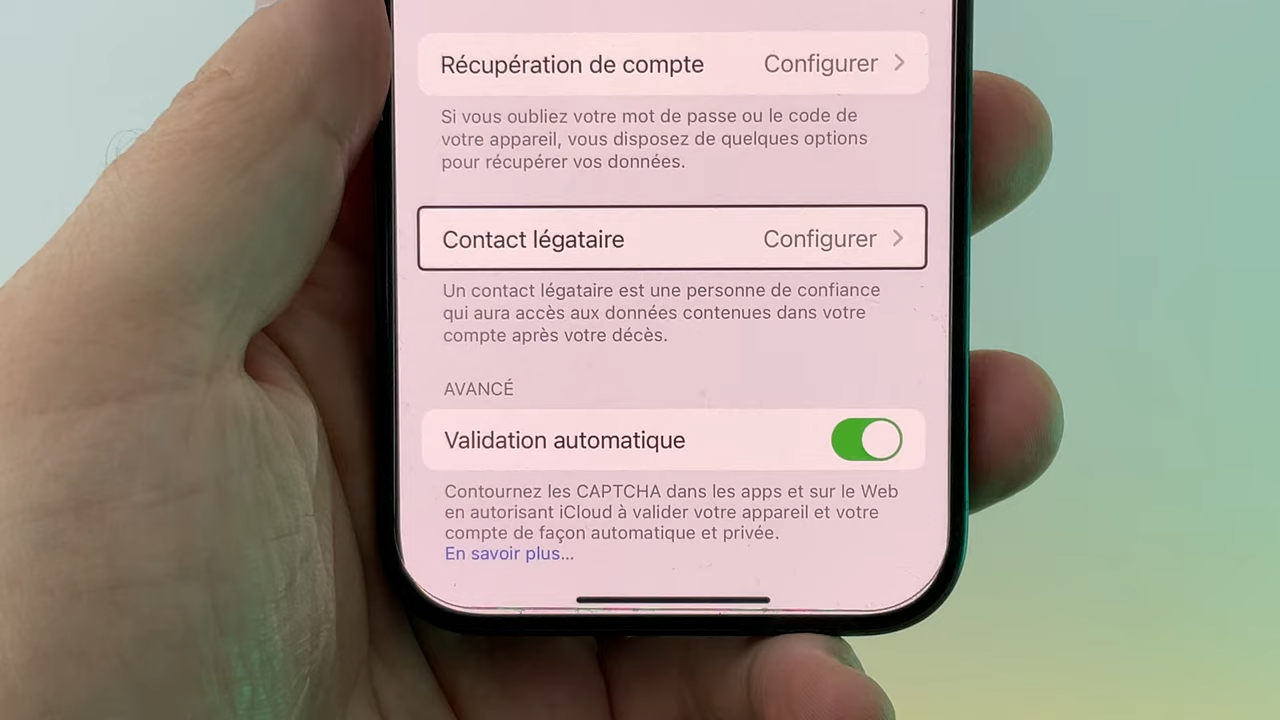 Récupération de compte Configurer
Si vous oubliez votre mot de passe ou le code de
votre appareil, vous disposez de quelques options
pour récupérer vos données.
Contact légataire Configurer
Un contact légataire est une personne de confiance
qui aura accès aux données contenues dans votre
compte après votre décès.
AVANCÉ
Validation automatique
Contournez les CAPTCHA dans les apps et sur le Web
en autorisant iCloud à valider votre appareil et votre
compte de façon automatique et privée.
En savoir plus...